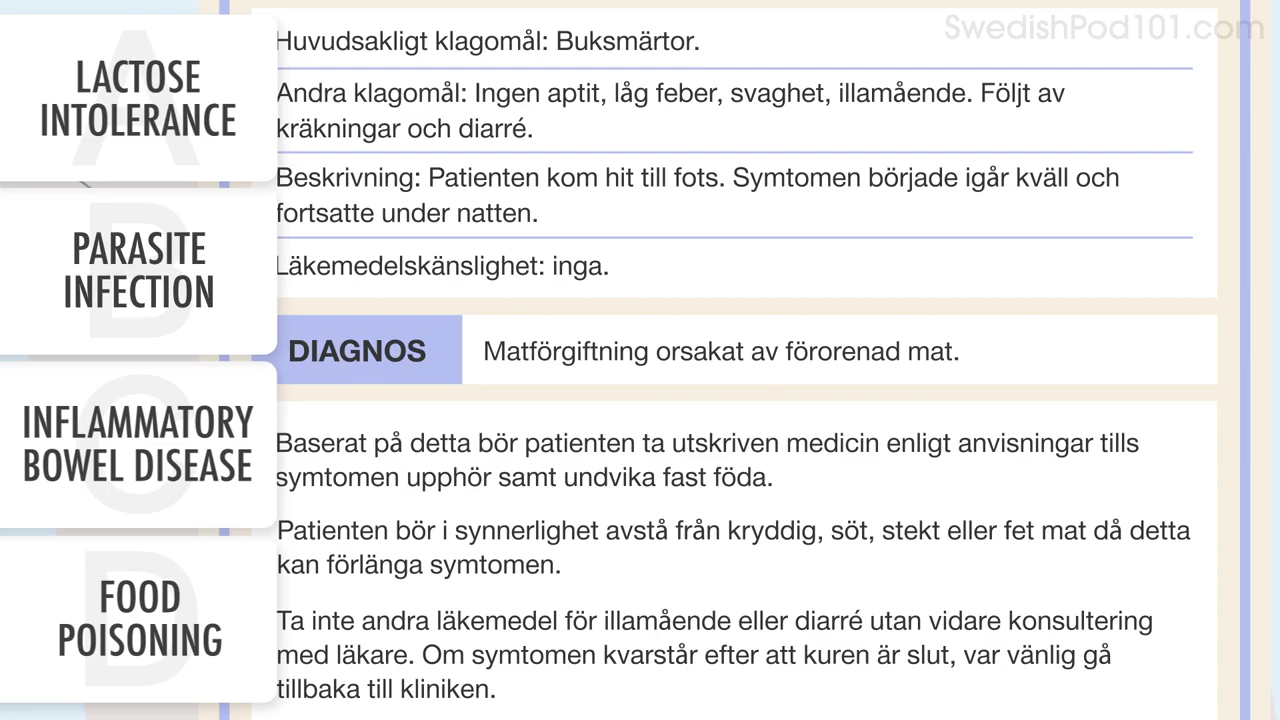 SwedishPod101.com
LACTOSE
INTOLERANCE
PARASITE
INFECTION
INFLAMMATORY
BOWEL DISEASE
FOOD
POISONING
Huvudsakligt klagomål: Buksmärtor.
Andra klagomål: Ingen aptit, låg feber, svaghet, illamående. Följt av
kräkningar och diarré.
Beskrivning: Patienten kom hit till fots. Symtomen började igår kväll och
fortsatte under natten.
Läkemedelskänslighet: inga.
DIAGNOS
Matförgiftning orsakat av förorenad mat.
Baserat på detta bör patienten ta utskriven medicin enligt anvisningar tills
symtomen upphör samt undvika fast föda.
Patienten bör i synnerlighet avstå från kryddig, söt, stekt eller fet mat då detta
kan förlänga symtomen.
Ta inte andra läkemedel för illamående eller diarré utan vidare konsultering
med läkare. Om symtomen kvarstår efter att kuren är slut, var vänlig gå
tillbaka till kliniken.
A
B
C
D